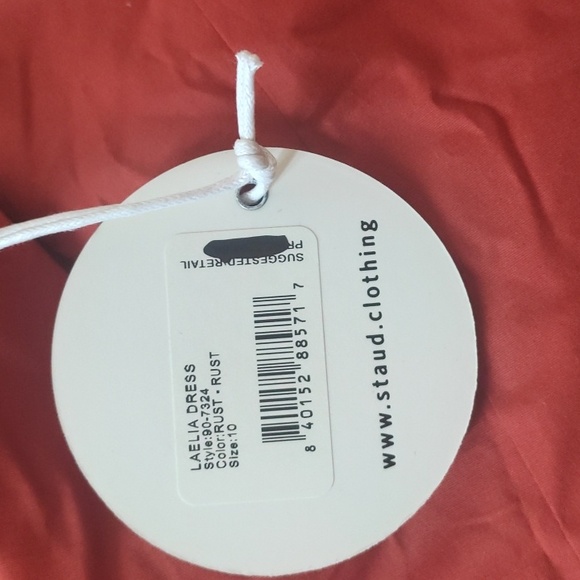 LAELIA DRESS
Style:90-7324
Color:RUST - RUST
Size:10
8 40152 88571 7
SUGGESTED RETAIL
www.staud.clothing